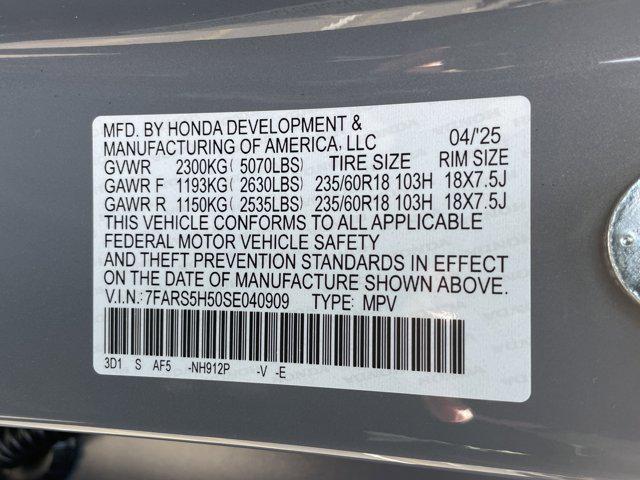 MFD. BY HONDA DEVELOPMENT &
MANUFACTURING OF AMERICA, LLC 04/'25
GVWR 2300KG ( 5070LBS) TIRE SIZE RIM SIZE
GAWR F 1193KG ( 2630LBS) 235/60R18 103H 18X7.5J
GAWR R 1150KG ( 2535LBS) 235/60R18 103H 18X7.5J
THIS VEHICLE CONFORMS TO ALL APPLICABLE
FEDERAL MOTOR VEHICLE SAFETY
AND THEFT PREVENTION STANDARDS IN EFFECT
ON THE DATE OF MANUFACTURE SHOWN ABOVE.
V.I.N.: 7FARS5H50SE040909 TYPE: MPV
3D1 S AF5 -NH912P -V -E